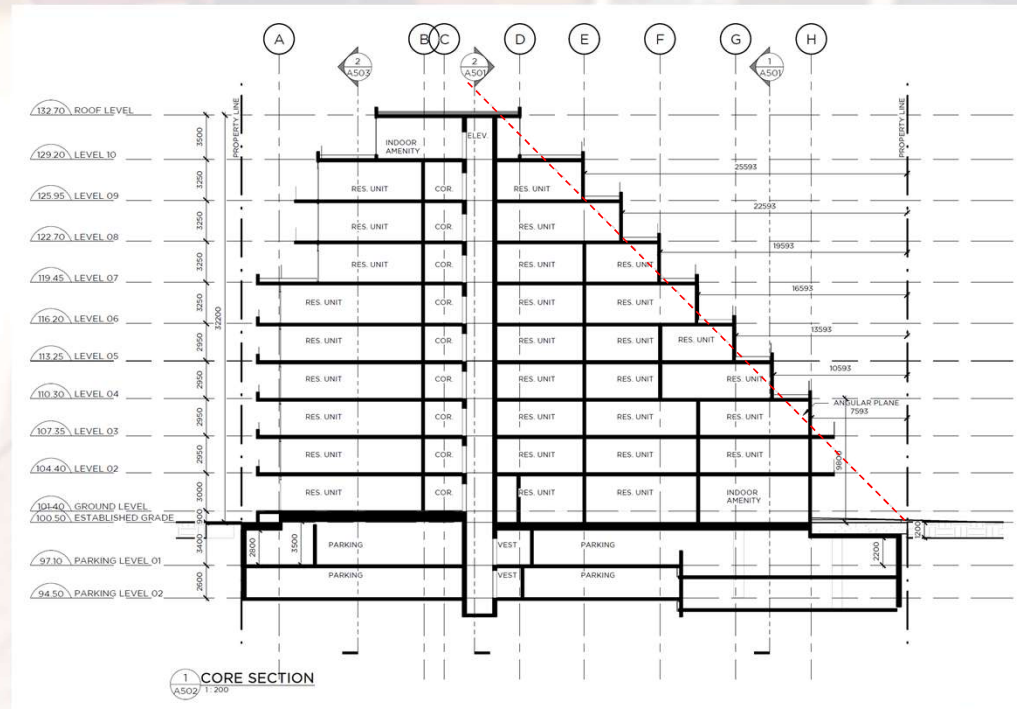 A B C D E F G H
2 A503
2 A501
1 A501
132.70 ROOF LEVEL
129.20 LEVEL 10
125.95 LEVEL 09
122.70 LEVEL 08
119.45 LEVEL 07
116.20 LEVEL 06
113.25 LEVEL 05
110.30 LEVEL 04
107.35 LEVEL 03
104.40 LEVEL 02
101.40 GROUND LEVEL
100.50 ESTABLISHED GRADE
97.10 PARKING LEVEL 01
94.50 PARKING LEVEL 02
3500
3250
3250
3250
3250
2950
2950
2950
2950
3000
900
3400
2600
32200
PROPERTY LINE
PROPERTY LINE
INDOOR
AMENITY
ELEV.
RES. UNIT COR. RES. UNIT
RES. UNIT COR. RES. UNIT
RES. UNIT COR. RES. UNIT RES. UNIT
RES. UNIT COR. RES. UNIT RES. UNIT
RES. UNIT COR. RES. UNIT RES. UNIT RES. UNIT
RES. UNIT COR. RES. UNIT RES. UNIT RES. UNIT
RES. UNIT COR. RES. UNIT RES. UNIT RES. UNIT
RES. UNIT COR. RES. UNIT RES. UNIT RES. UNIT
RES. UNIT COR. RES. UNIT RES. UNIT INDOOR
AMENITY
25593
22593
19593
16593
13593
10593
ANGULAR PLANE
7593
9800
1200
2200
2800
3500
PARKING VEST PARKING
PARKING VEST PARKING
1 A502 CORE SECTION
1 : 200